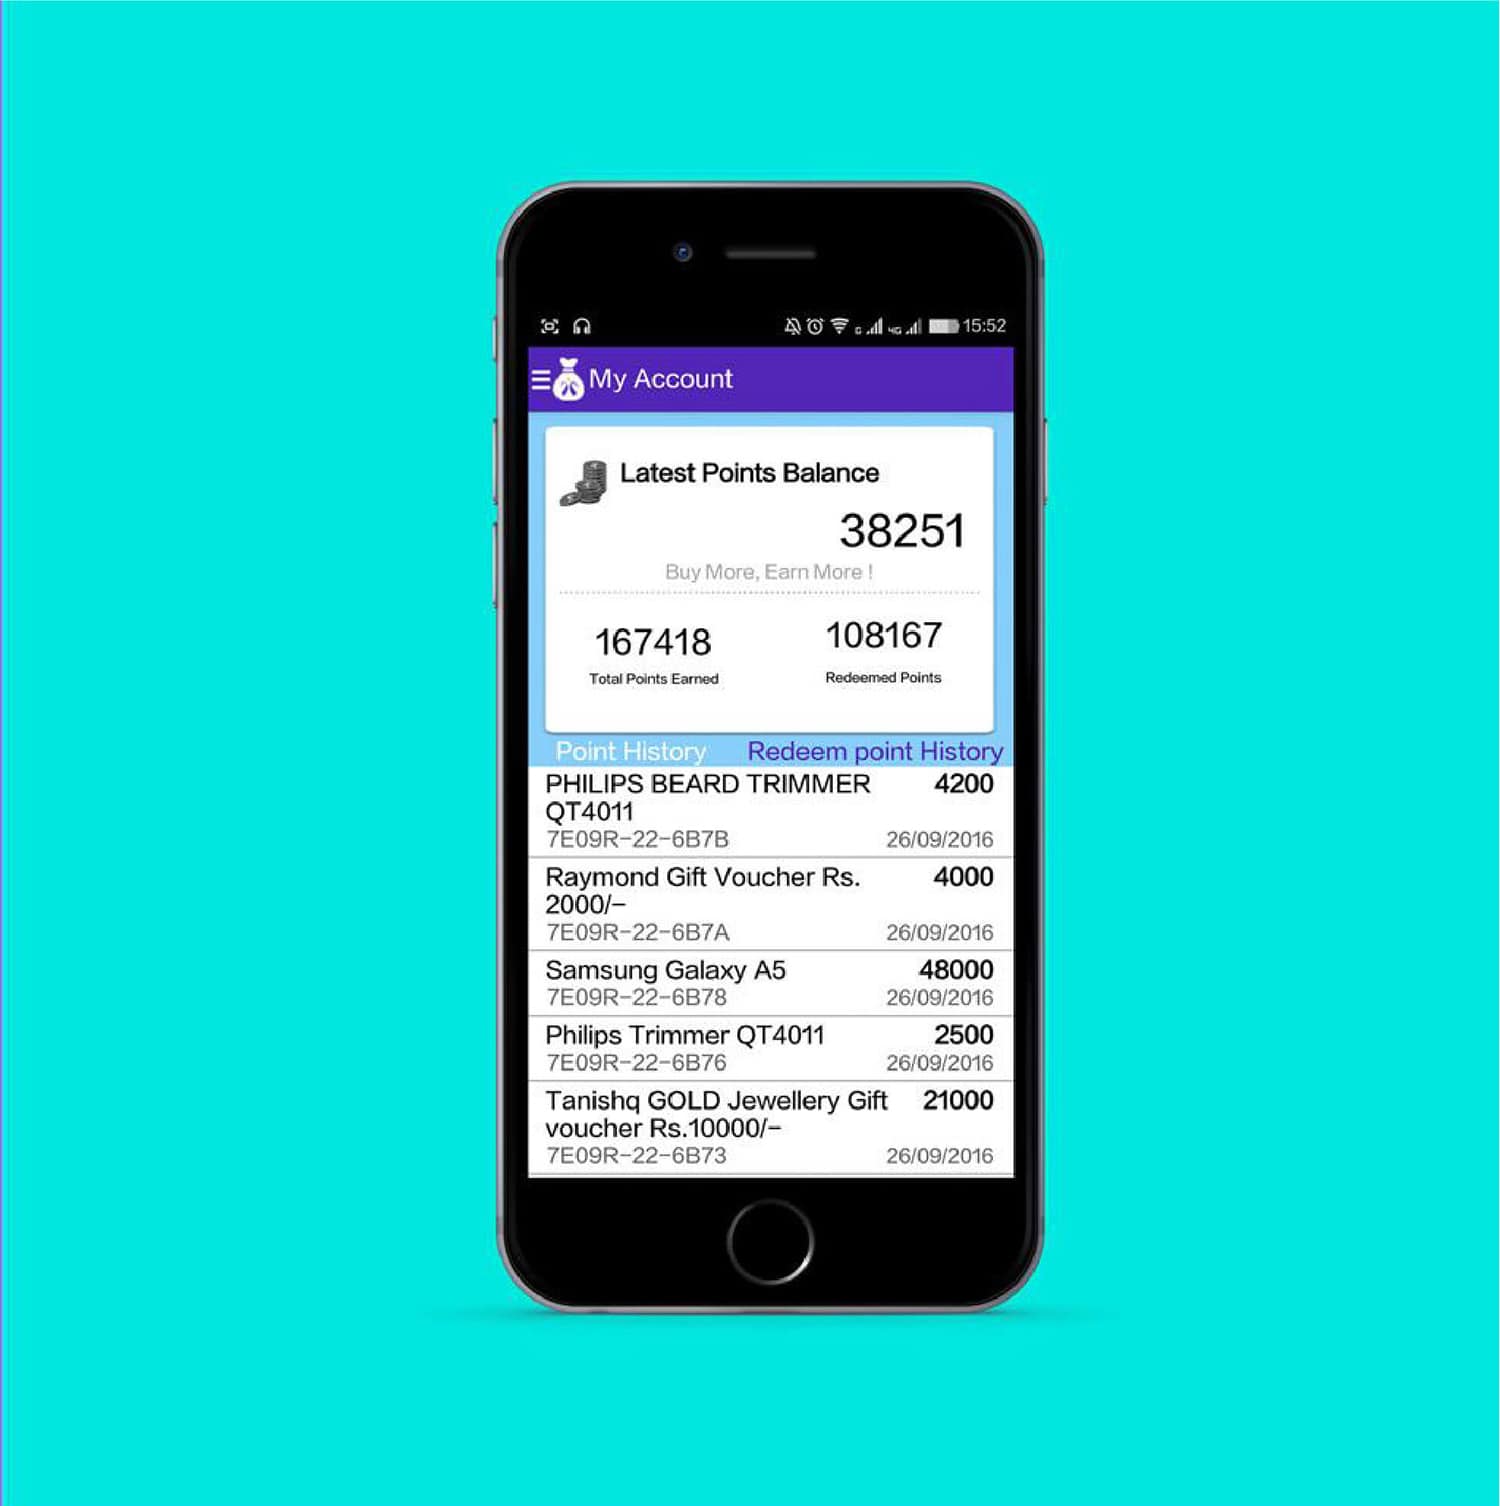 15:52
My Account
Latest Points Balance
38251
Buy More, Earn More !
167418 108167
Total Points Earned Redeemed Points
Point History Redeem point History
PHILIPS BEARD TRIMMER 4200
QT4011
7E09R-22-6B7B 26/09/2016
Raymond Gift Voucher Rs. 4000
2000/-
7E09R-22-6B7A 26/09/2016
Samsung Galaxy A5 48000
7E09R-22-6B78 26/09/2016
Philips Trimmer QT4011 2500
7E09R-22-6B76 26/09/2016
Tanishq GOLD Jewellery Gift 21000
voucher Rs.10000/-
7E09R-22-6B73 26/09/2016